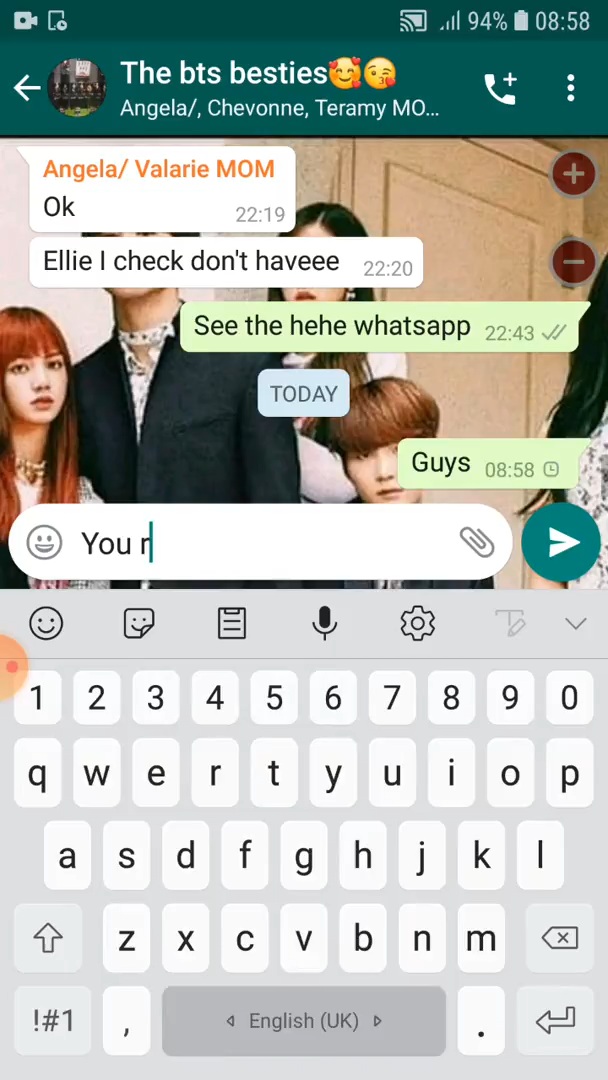 94% 08:58
The bts besties🥰😘
Angela/, Chevonne, Teramy MO...
Angela/ Valarie MOM
Ok 22:19
Ellie I check don't haveee 22:20
See the hehe whatsapp 22:43
TODAY
Guys 08:58
You r
1 2 3 4 5 6 7 8 9 0
q w e r t y u i o p
a s d f g h j k l
z x c v b n m
!#1 , English (UK) .